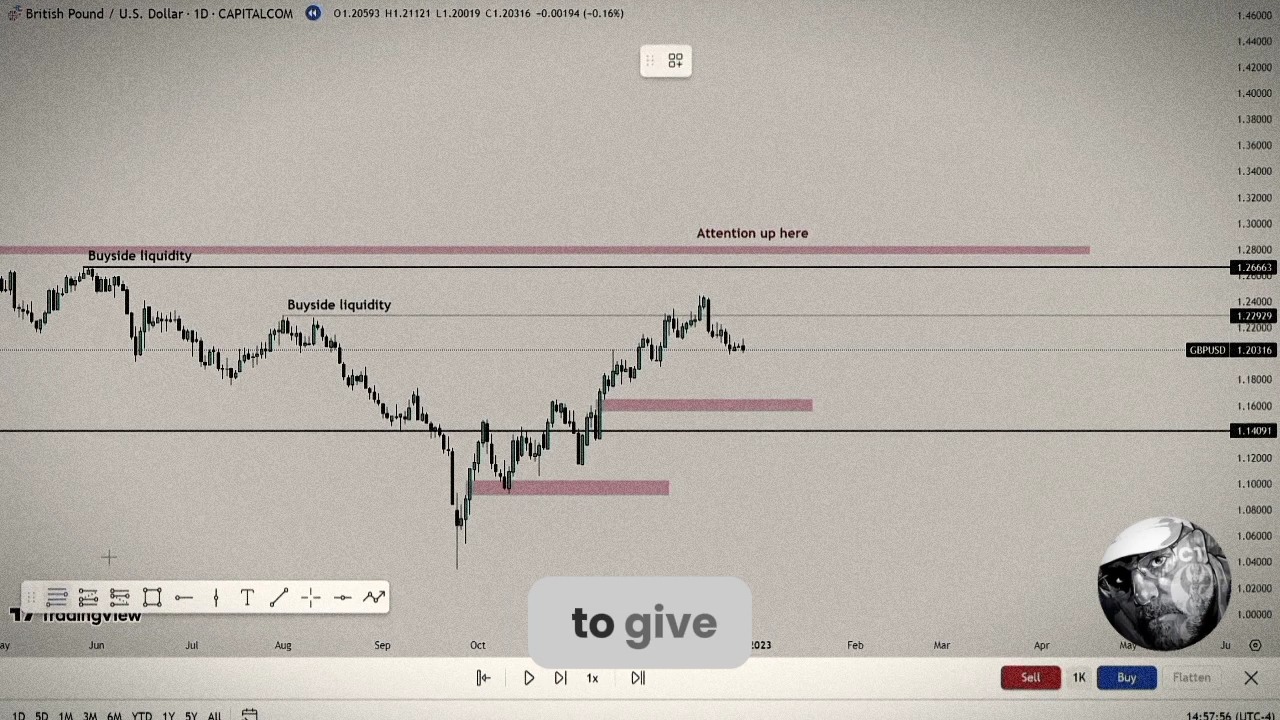 British Pound / U.S. Dollar · 1D · CAPITALCOM O1.20593 H1.21121 L1.20019 C1.20316 −0.00194 (−0.16%)
1.46000
1.44000
1.42000
1.40000
1.38000
1.36000
1.34000
1.32000
1.30000
Attention up here
1.28000
Buyside liquidity
1.26663
1.24000
Buyside liquidity
1.22929
1.22000
GBPUSD 1.20316
1.18000
1.16000
1.14091
1.12000
1.10000
1.08000
1.06000
1.04000
1.02000
1.00000
TradingView
to give
Jun Jul Aug Sep Oct 2023 Feb Mar Apr May Ju
1x Sell 1K Buy Flatten
1D 5D 1M 3M 6M YTD 1Y 5Y All 14:57:56 (UTC-4)